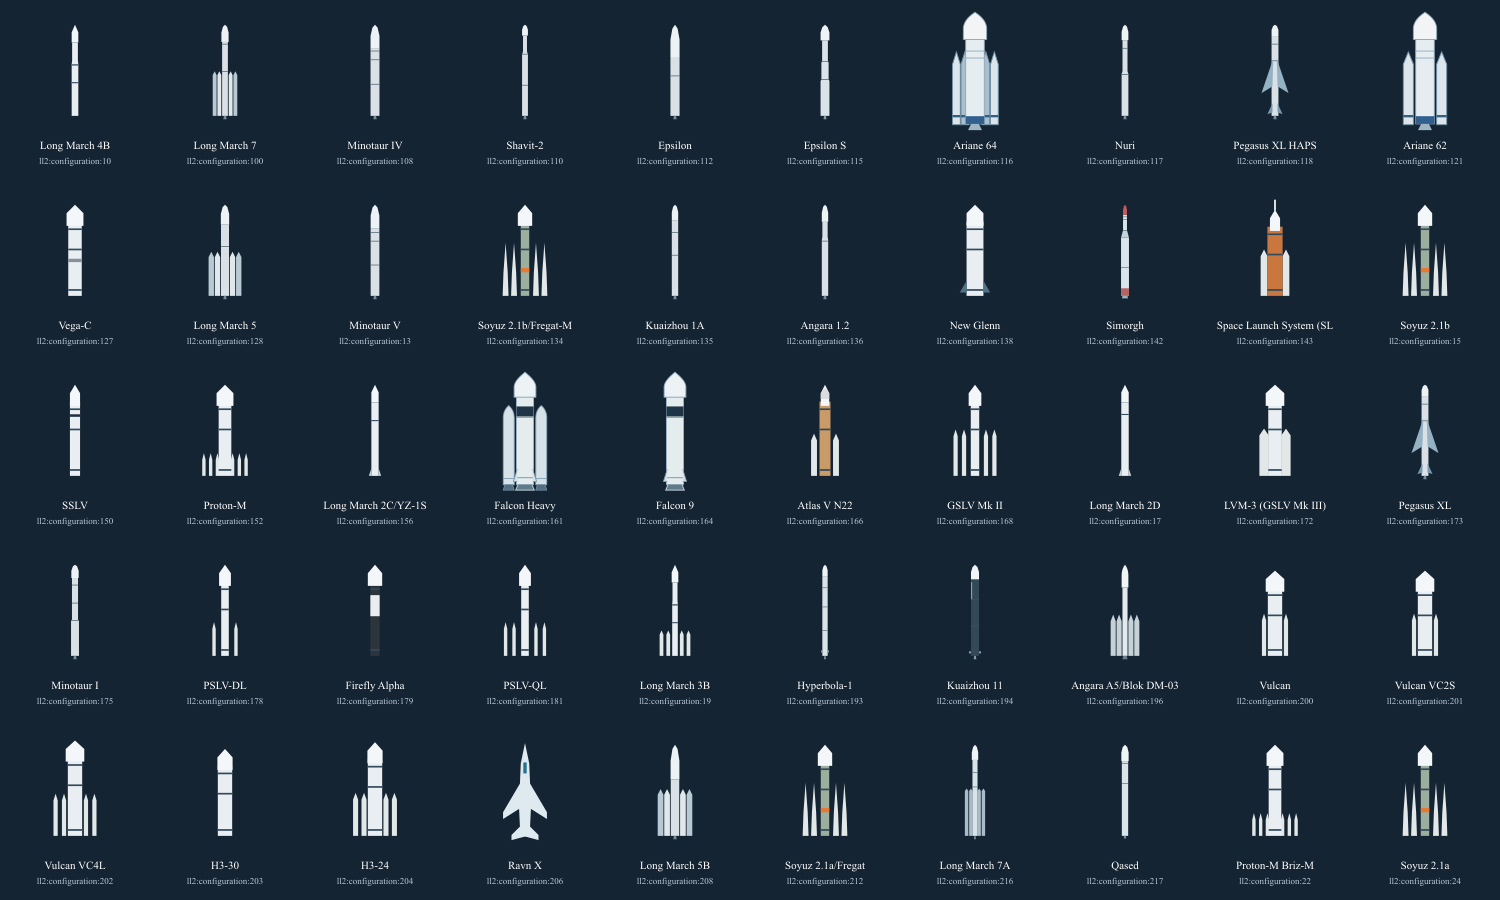 Long March 4B
ll2:configuration:10
Long March 7
ll2:configuration:100
Minotaur IV
ll2:configuration:108
Shavit-2
ll2:configuration:110
Epsilon
ll2:configuration:112
Epsilon S
ll2:configuration:115
Ariane 64
ll2:configuration:116
Nuri
ll2:configuration:117
Pegasus XL HAPS
ll2:configuration:118
Ariane 62
ll2:configuration:121
Vega-C
ll2:configuration:127
Long March 5
ll2:configuration:128
Minotaur V
ll2:configuration:13
Soyuz 2.1b/Fregat-M
ll2:configuration:134
Kuaizhou 1A
ll2:configuration:135
Angara 1.2
ll2:configuration:136
New Glenn
ll2:configuration:138
Simorgh
ll2:configuration:142
Space Launch System (SL
ll2:configuration:143
Soyuz 2.1b
ll2:configuration:15
SSLV
ll2:configuration:150
Proton-M
ll2:configuration:152
Long March 2C/YZ-1S
ll2:configuration:156
Falcon Heavy
ll2:configuration:161
Falcon 9
ll2:configuration:164
Atlas V N22
ll2:configuration:166
GSLV Mk II
ll2:configuration:168
Long March 2D
ll2:configuration:17
LVM-3 (GSLV Mk III)
ll2:configuration:172
Pegasus XL
ll2:configuration:173
Minotaur I
ll2:configuration:175
PSLV-DL
ll2:configuration:178
Firefly Alpha
ll2:configuration:179
PSLV-QL
ll2:configuration:181
Long March 3B
ll2:configuration:19
Hyperbola-1
ll2:configuration:193
Kuaizhou 11
ll2:configuration:194
Angara A5/Blok DM-03
ll2:configuration:196
Vulcan
ll2:configuration:200
Vulcan VC2S
ll2:configuration:201
Vulcan VC4L
ll2:configuration:202
H3-30
ll2:configuration:203
H3-24
ll2:configuration:204
Ravn X
ll2:configuration:206
Long March 5B
ll2:configuration:208
Soyuz 2.1a/Fregat
ll2:configuration:212
Long March 7A
ll2:configuration:216
Qased
ll2:configuration:217
Proton-M Briz-M
ll2:configuration:22
Soyuz 2.1a
ll2:configuration:24